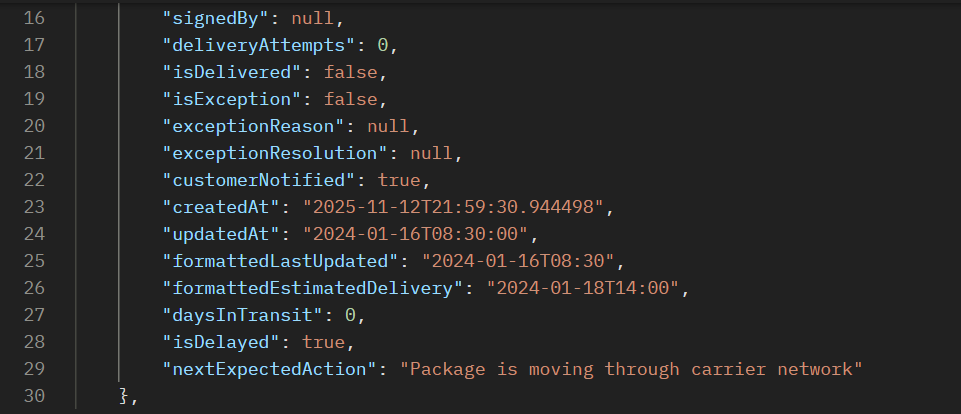 16 "signedBy": null,
17 "deliveryAttempts": 0,
18 "isDelivered": false,
19 "isException": false,
20 "exceptionReason": null,
21 "exceptionResolution": null,
22 "customerNotified": true,
23 "createdAt": "2025-11-12T21:59:30.944498",
24 "updatedAt": "2024-01-16T08:30:00",
25 "formattedLastUpdated": "2024-01-16T08:30",
26 "formattedEstimatedDelivery": "2024-01-18T14:00",
27 "daysInTransit": 0,
28 "isDelayed": true,
29 "nextExpectedAction": "Package is moving through carrier network"
30 },